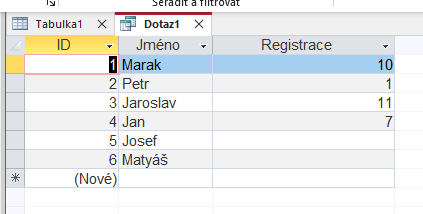 Seřadit a filtrovat
Tabulka1 Dotaz1
ID Jméno Registrace
1 Marak 10
2 Petr 1
3 Jaroslav 11
4 Jan 7
5 Josef
6 Matyáš
(Nové)